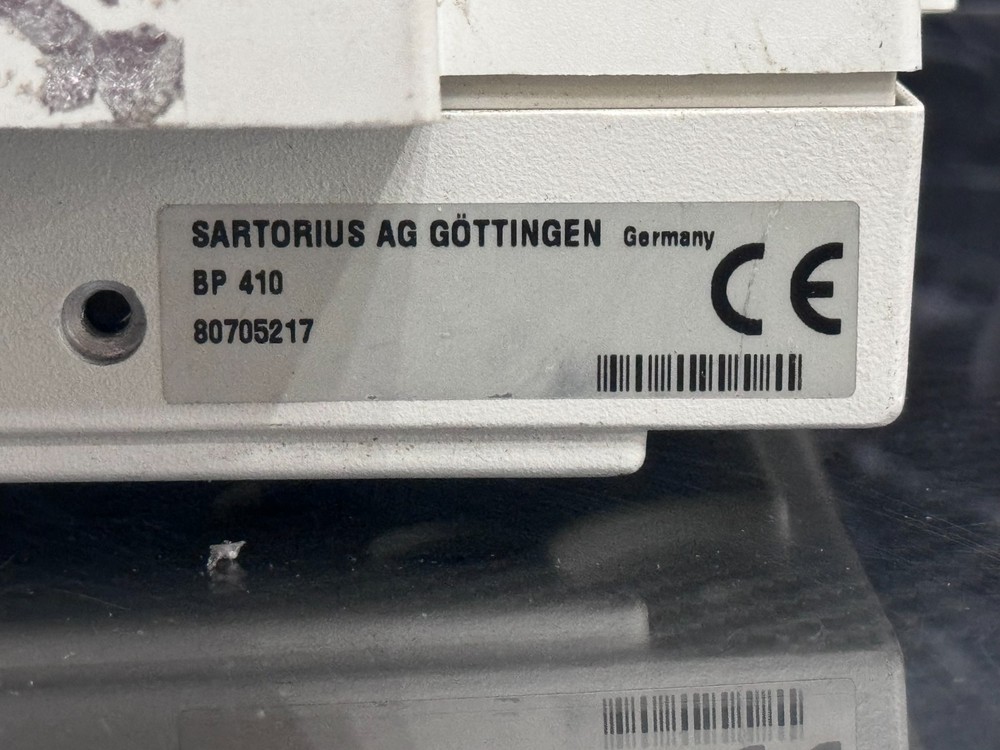 SARTORIUS AG GÖTTINGEN Germany
BP 410
80705217
CE